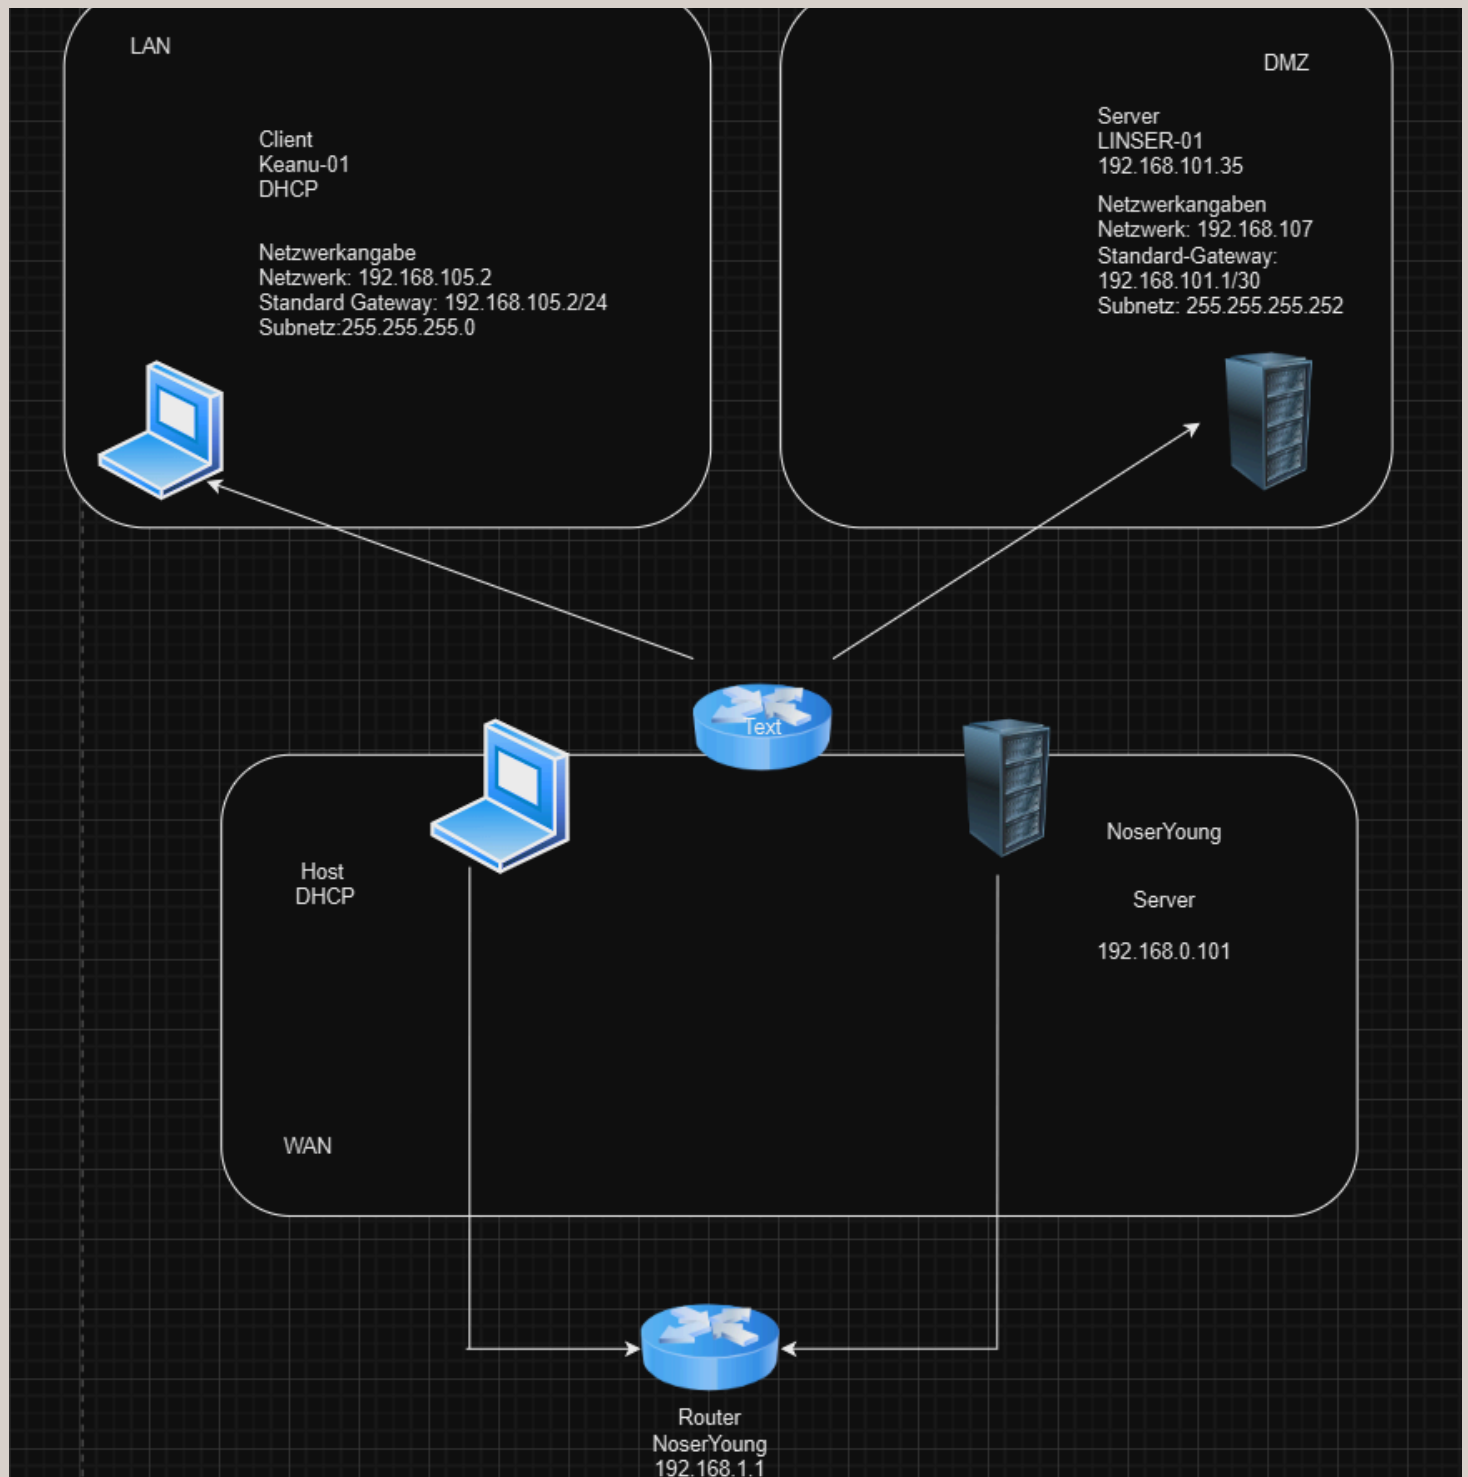 LAN
Client
Keanu-01
DHCP
Netzwerkangabe
Netzwerk: 192.168.105.2
Standard Gateway: 192.168.105.2/24
Subnetz:255.255.255.0
DMZ
Server
LINSER-01
192.168.101.35
Netzwerkangaben
Netzwerk: 192.168.107
Standard-Gateway:
192.168.101.1/30
Subnetz: 255.255.255.252
Text
Host
DHCP
NoserYoung
Server
192.168.0.101
WAN
Router
NoserYoung
192.168.1.1